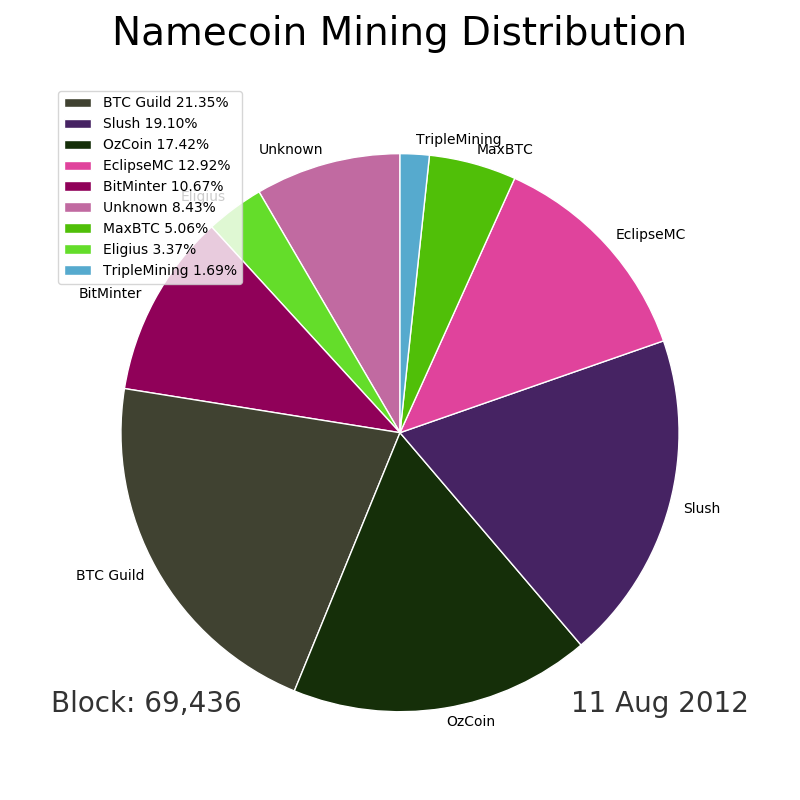 Namecoin Mining Distribution
BTC Guild 21.35%
Slush 19.10%
OzCoin 17.42%
EclipseMC 12.92%
BitMinter 10.67%
Unknown 8.43%
MaxBTC 5.06%
Eligius 3.37%
TripleMining 1.69%
TripleMining
MaxBTC
Unknown
Eligius
EclipseMC
BitMinter
Slush
BTC Guild
OzCoin
Block: 69,436
11 Aug 2012